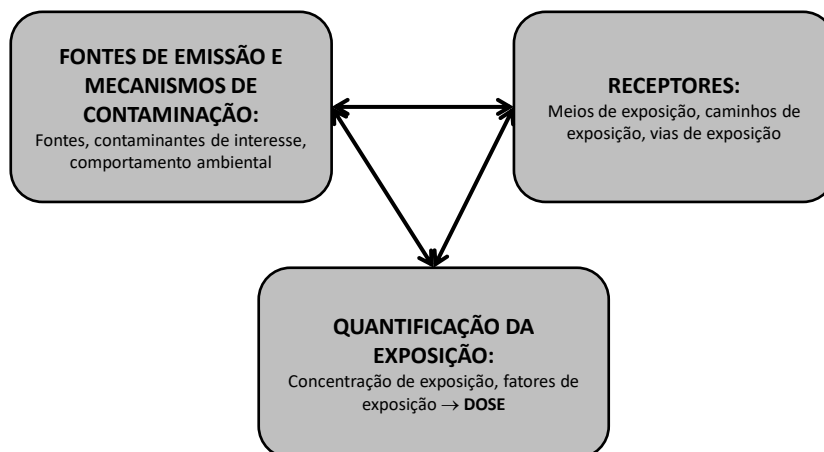 FONTES DE EMISSÃO E
MECANISMOS DE
CONTAMINAÇÃO:
Fontes, contaminantes de interesse,
comportamento ambiental
RECEPTORES:
Meios de exposição, caminhos de
exposição, vias de exposição
QUANTIFICAÇÃO DA
EXPOSIÇÃO:
Concentração de exposição, fatores de
exposição → DOSE